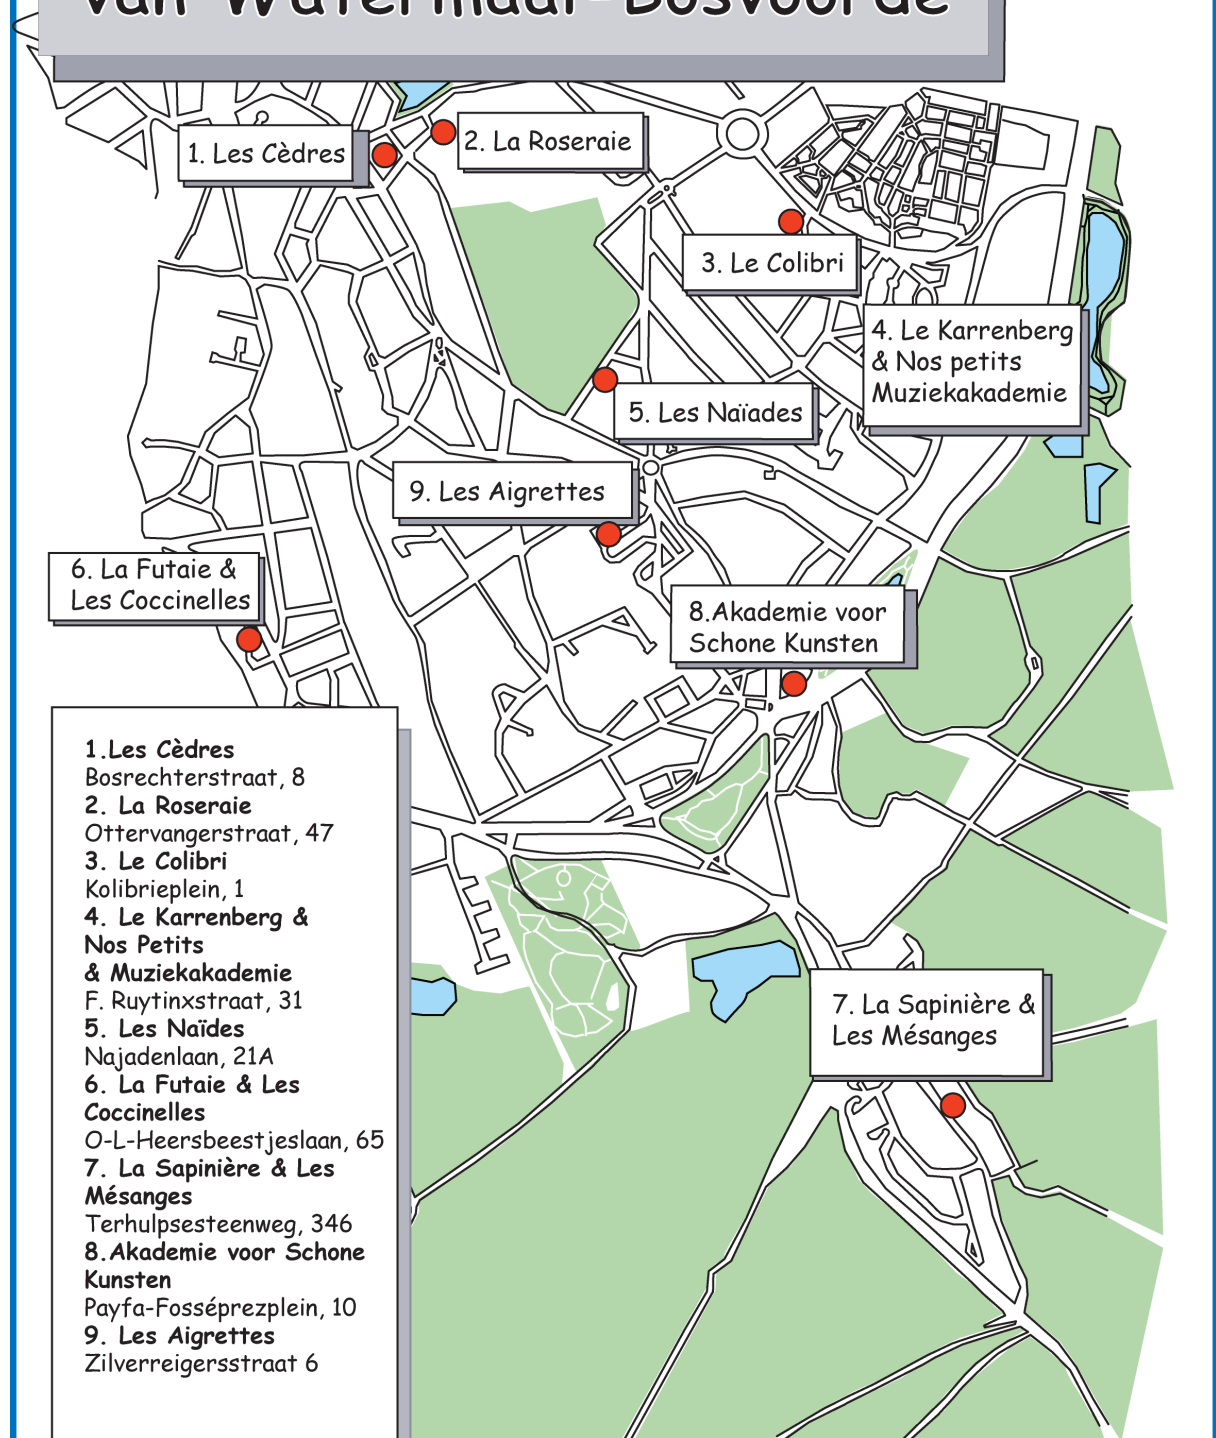 van Watermaal-Bosvoorde
1. Les Cèdres
2. La Roseraie
3. Le Colibri
4. Le Karrenberg
& Nos petits
Muziekakademie
5. Les Naïades
9. Les Aigrettes
6. La Futaie &
Les Coccinelles
8.Akademie voor
Schone Kunsten
7. La Sapinière &
Les Mésanges
1.Les Cèdres
Bosrechterstraat, 8
2. La Roseraie
Ottervangerstraat, 47
3. Le Colibri
Kolibrieplein, 1
4. Le Karrenberg &
Nos Petits
& Muziekakademie
F. Ruytinxstraat, 31
5. Les Naïdes
Najadenlaan, 21A
6. La Futaie & Les
Coccinelles
O-L-Heersbeestjeslaan, 65
7. La Sapinière & Les
Mésanges
Terhulpsesteenweg, 346
8.Akademie voor Schone
Kunsten
Payfa-Fosséprezplein, 10
9. Les Aigrettes
Zilverreigersstraat 6